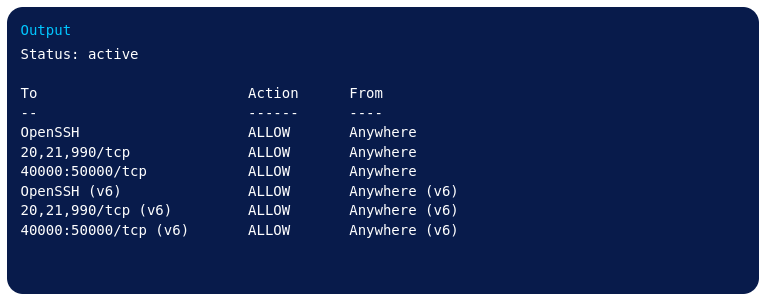 Output
Status: active
To                         Action      From
--                         ------      ----
OpenSSH                    ALLOW       Anywhere
20,21,990/tcp              ALLOW       Anywhere
40000:50000/tcp            ALLOW       Anywhere
OpenSSH (v6)               ALLOW       Anywhere (v6)
20,21,990/tcp (v6)         ALLOW       Anywhere (v6)
40000:50000/tcp (v6)       ALLOW       Anywhere (v6)